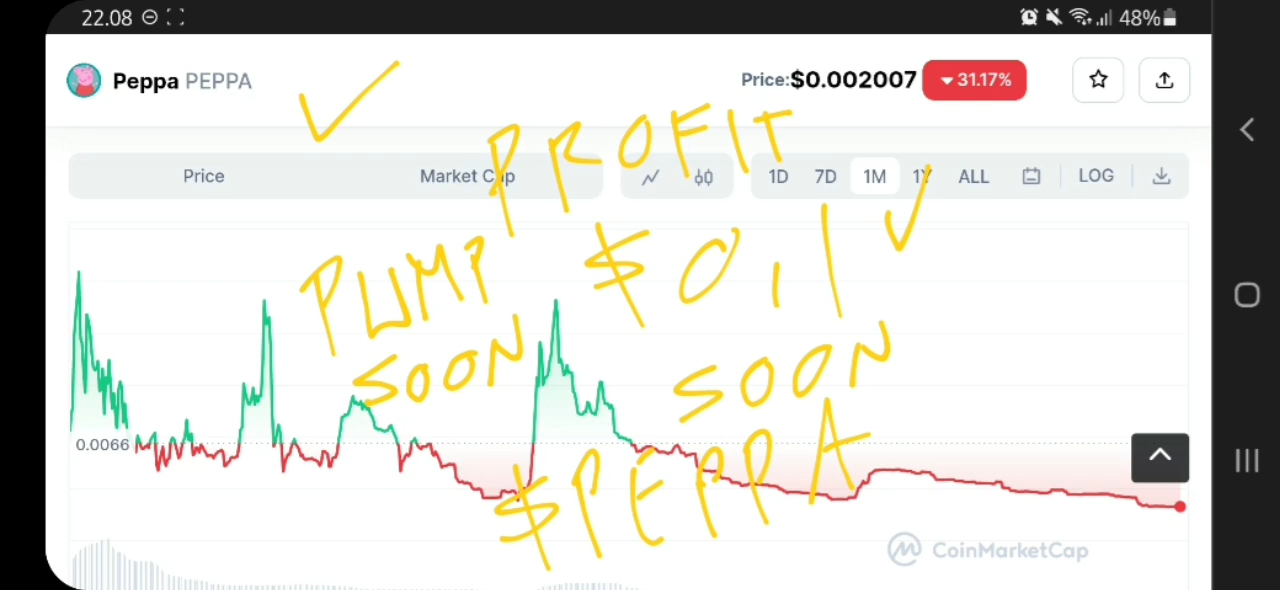 22.08 48%
Peppa PEPPA Price:$0.002007 31.17%
PROFIT
Price Market Cap 1D 7D 1M 1Y ALL LOG
PUMP $0,1
SOON SOON
0.0066
$PEPPA
CoinMarketCap